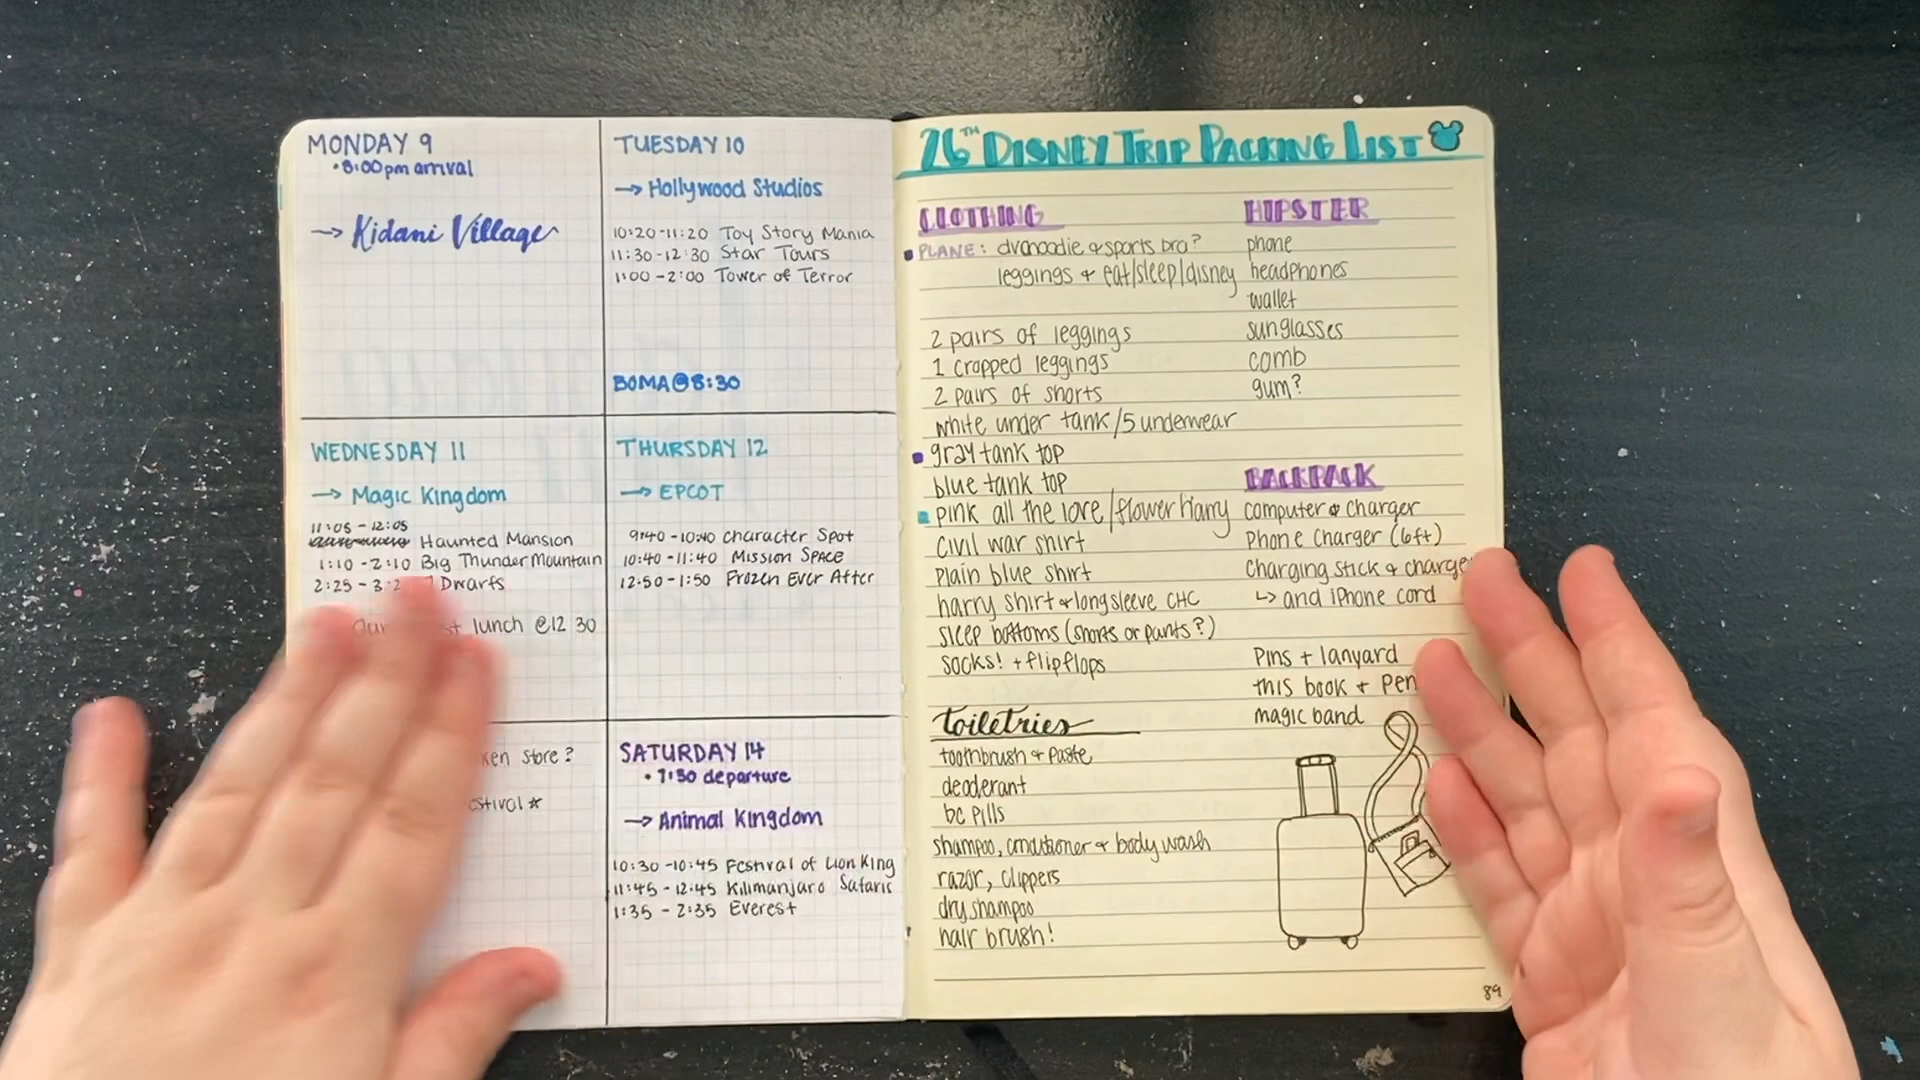 MONDAY 9
•8:00pm arrival
→ Kidani Village
TUESDAY 10
→ Hollywood Studios
10:20-11:20 Toy Story Mania
11:30-12:30 Star Tours
1:00-2:00 Tower of Terror
BOMA@8:30
WEDNESDAY 11
→ Magic Kingdom
11:05-12:05
Haunted Mansion
1:10-2:10 Big Thunder Mountain
2:25-3:2 Dwarfs
lunch @12 30
THURSDAY 12
→ EPCOT
9:40-10:40 Character Spot
10:40-11:40 Mission SPACE
12:50-1:50 Frozen Ever After
store?
SATURDAY 14
• 7:50 departure
→ Animal Kingdom
10:30-10:45 Festival of Lion King
11:45-12:45 Kilimanjaro Safaris
1:35-2:35 Everest
26TH DISNEY TRIP PACKING LIST
CLOTHING
PLANE: hoodie & sports bra?
leggings & eat/sleep/disney
2 pairs of leggings
1 cropped leggings
2 pairs of shorts
white under tank/5 underwear
gray tank top
blue tank top
pink all the love/flower Harry
civil war shirt
plain blue shirt
harry shirt & longsleeve CHC
sleep bottoms (shorts or pants?)
socks! + flipflops
toiletries
toothbrush & paste
deoderant
bc pills
shampoo, conditioner & body wash
razor, clippers
dry shampoo
hair brush!
HIPSTER
phone
headphones
wallet
sunglasses
comb
gum?
BACKPACK
computer & charger
Phone Charger (6ft)
Charging stick & charge
↳ and iPhone cord
Pins + lanyard
this book + pen
magic band
89